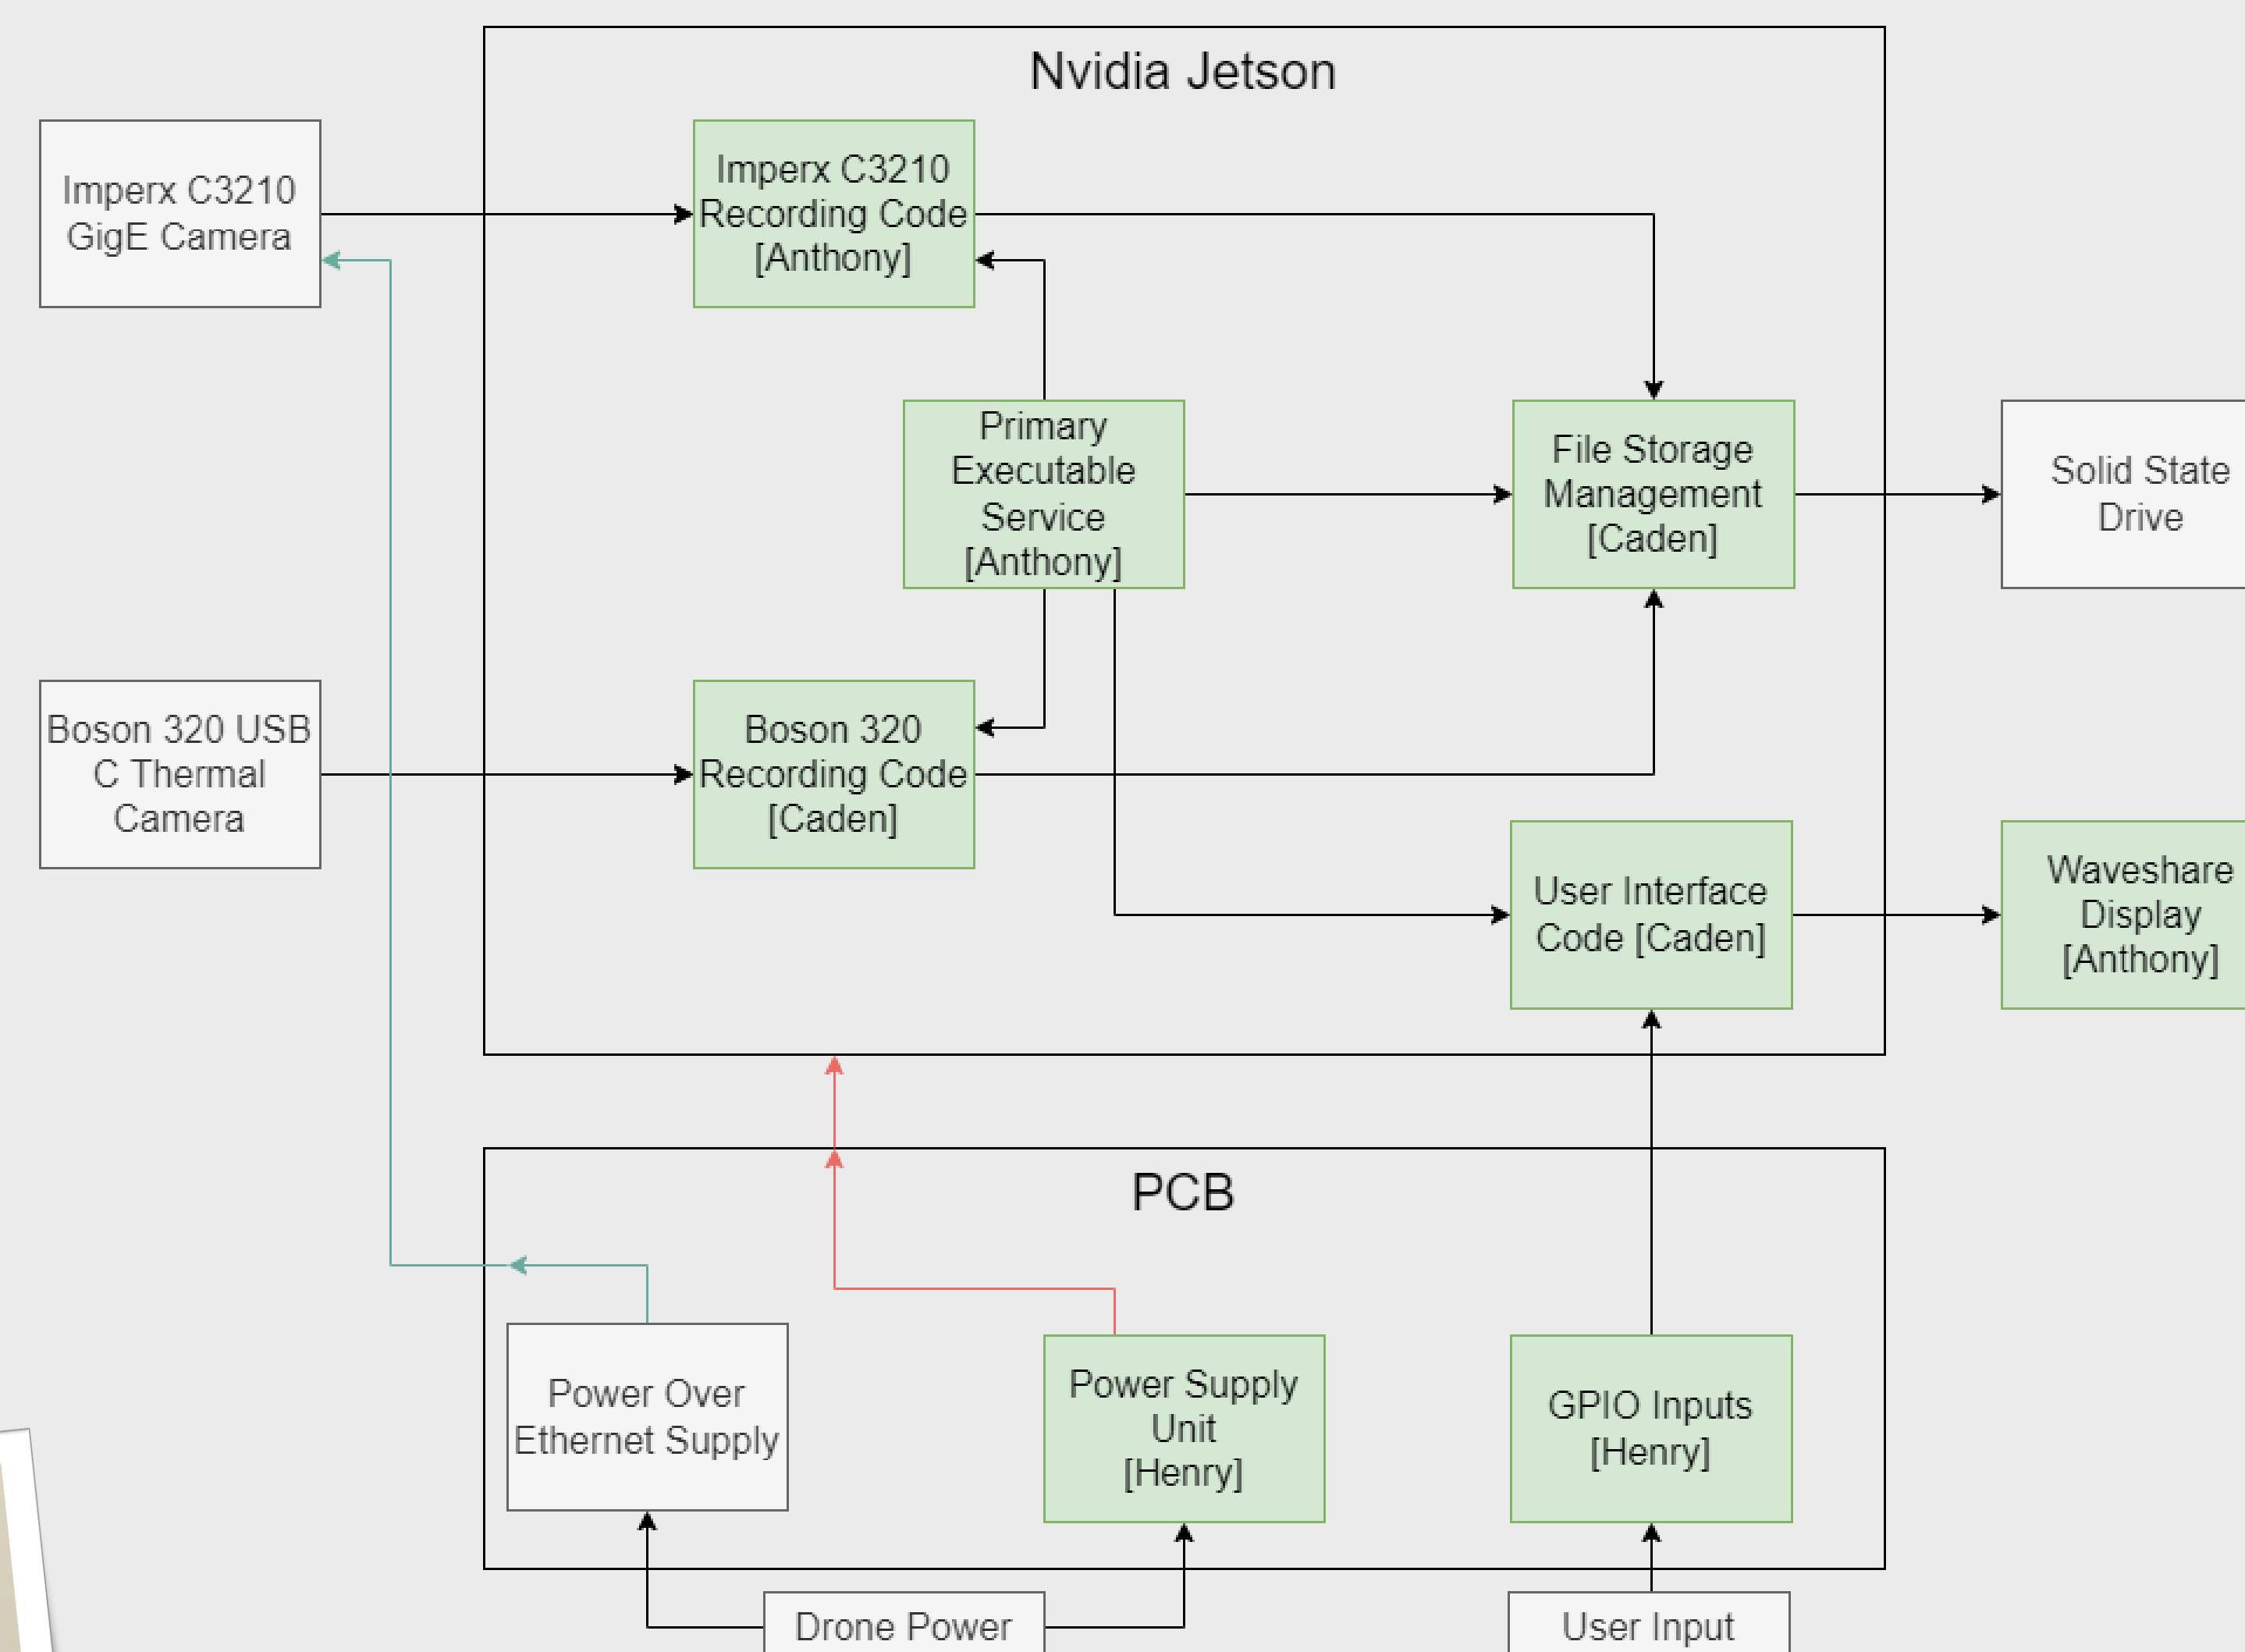 Nvidia Jetson
Imperx C3210
GigE Camera
Imperx C3210
Recording Code
[Anthony]
Primary
Executable
Service
[Anthony]
File Storage
Management
[Caden]
Solid State
Drive
Boson 320 USB
C Thermal
Camera
Boson 320
Recording Code
[Caden]
User Interface
Code [Caden]
Waveshare
Display
[Anthony]
PCB
Power Over
Ethernet Supply
Power Supply
Unit
[Henry]
GPIO Inputs
[Henry]
Drone Power
User Input